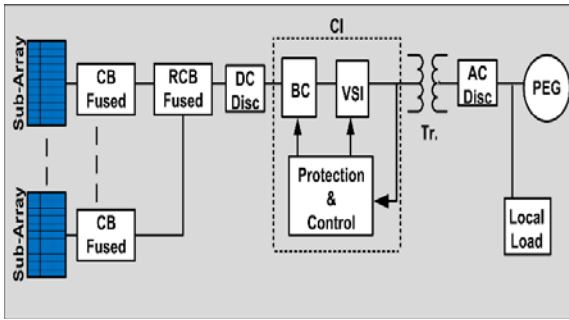 CI
Sub-Array
CB
Fused
RCB
Fused
DC
Disc
BC
VSI
AC
Disc
PEG
Tr.
Protection
&
Control
Sub-Array
CB
Fused
Local
Load